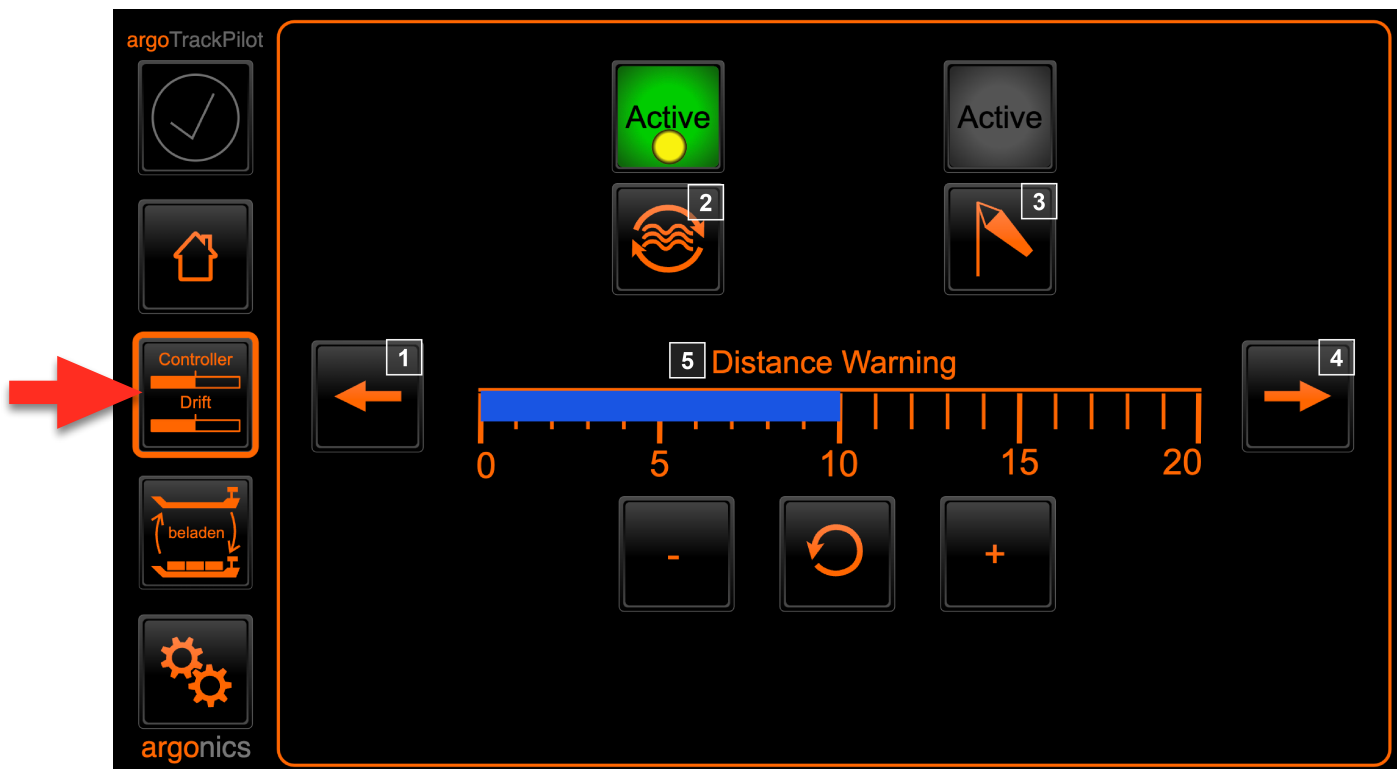 argoTrackPilot
Active
Active
2
3
Controller
Drift
1
5 Distance Warning
4
0 5 10 15 20
beladen
- +
argonics